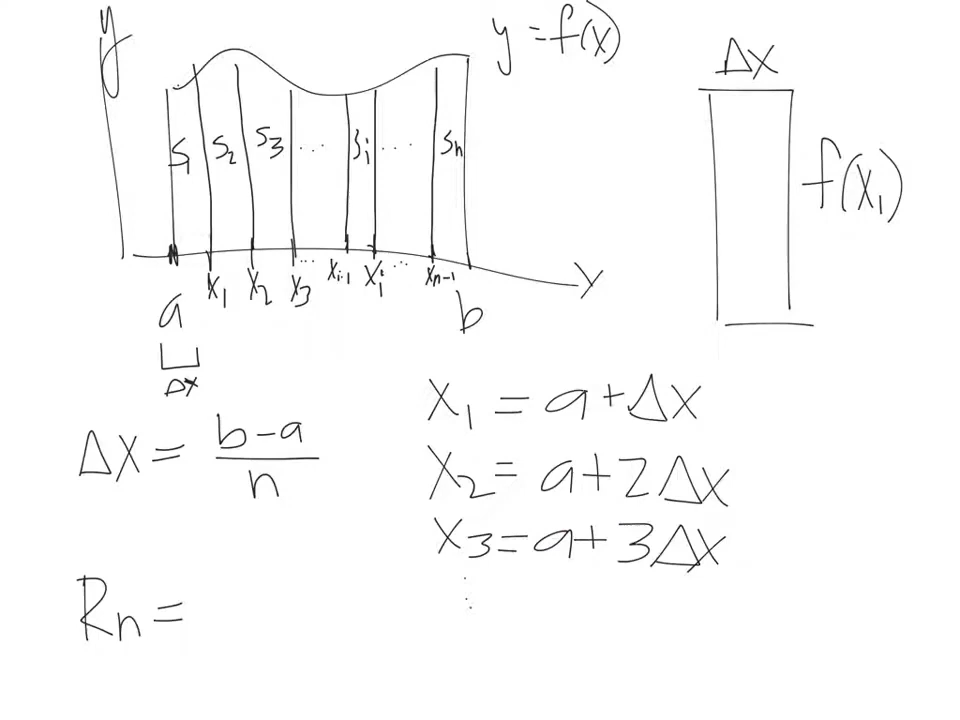 y
y = f(x)
Δx
S1 S2 S3 ... Si ... Sn
f(x1)
y
x1 x2 x3 ... xi-1 xi ... xn-1
a b
Δx
x1 = a + Δx
Δx = b - a / n
x2 = a + 2Δx
x3 = a + 3Δx
⋮
Rn =